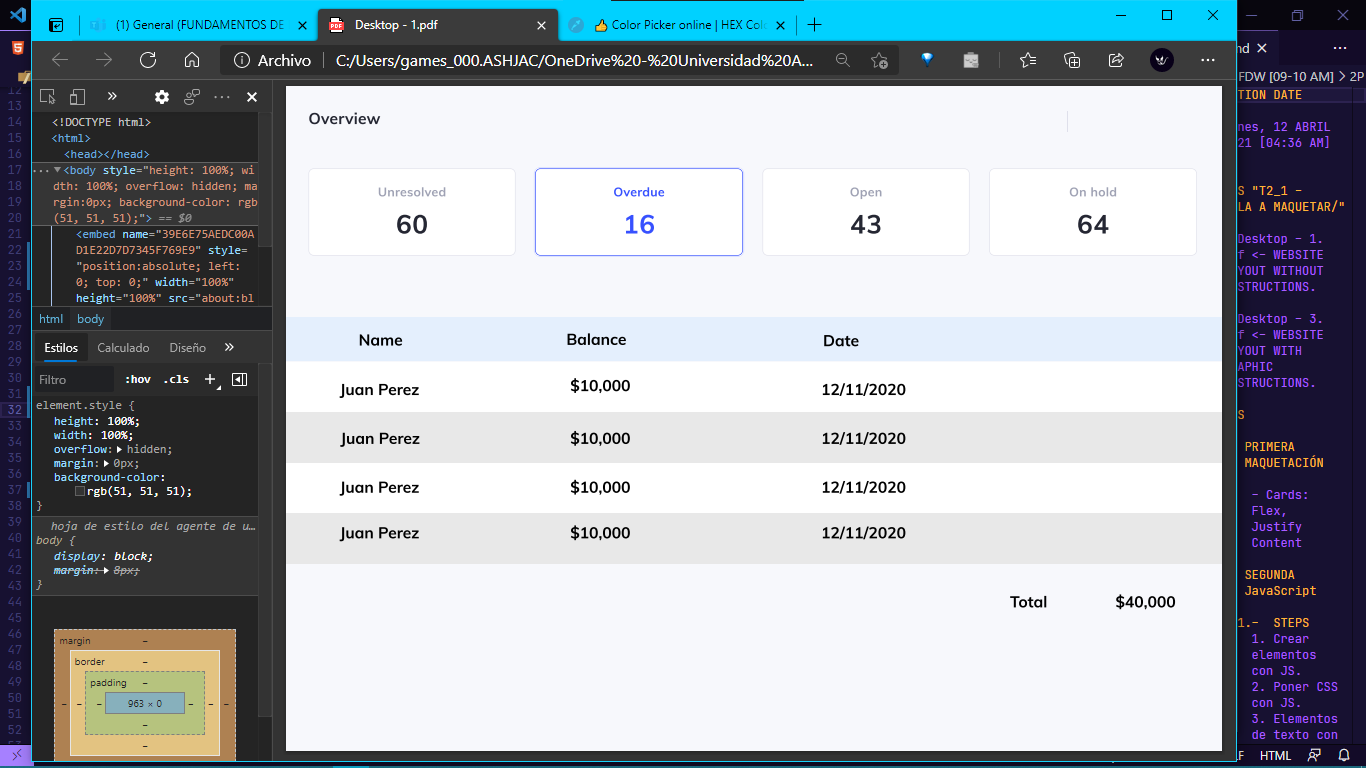 (1) General (FUNDAMENTOS DE
Desktop - 1.pdf
Color Picker online | HEX Col
Archivo
C:/Users/games_000.ASHJAC/OneDrive%20-%20Universidad%20A...
<!DOCTYPE html>
<html>
<head></head>
<body style="height: 100%; wi
dth: 100%; overflow: hidden; ma
rgin:0px; background-color: rgb
(51, 51, 51);"> == $0
<embed name="39E6E75AEDC00A
D1E22D7D7345F769E9" style=
"position:absolute; left:
0; top: 0;" width="100%"
height="100%" src="about:bl
html body
Estilos Calculado Diseño
Filtro :hov .cls
element.style {
height: 100%;
width: 100%;
overflow: hidden;
margin: 0px;
background-color:
rgb(51, 51, 51);
}
hoja de estilo del agente de u…
body {
display: block;
margin: 8px;
}
margin –
border –
padding –
– – – 963 × 0 – – –
–
–
Overview
Unresolved
60
Overdue
16
Open
43
On hold
64
Name Balance Date
Juan Perez $10,000 12/11/2020
Juan Perez $10,000 12/11/2020
Juan Perez $10,000 12/11/2020
Juan Perez $10,000 12/11/2020
Total $40,000
12
13
14
15
16
17
18
19
20
21
22
23
24
25
26
27
28
29
30
31
32
33
34
35
36
37
38
39
40
41
42
43
44
45
46
47
48
49
50
51
52
nd
FDW [09-10 AM] > 2P
TION DATE
nes, 12 ABRIL
21 [04:36 AM]
S "T2_1 –
LA A MAQUETAR/"
Desktop - 1.
f <- WEBSITE
YOUT WITHOUT
STRUCTIONS.
Desktop - 3.
f <- WEBSITE
YOUT WITH
APHIC
STRUCTIONS.
S
PRIMERA
MAQUETACIÓN
- Cards:
Flex,
Justify
Content
SEGUNDA
JavaScript
1.- STEPS
1. Crear
elementos
con JS.
2. Poner CSS
con JS.
3. Elementos
de texto con
HTML